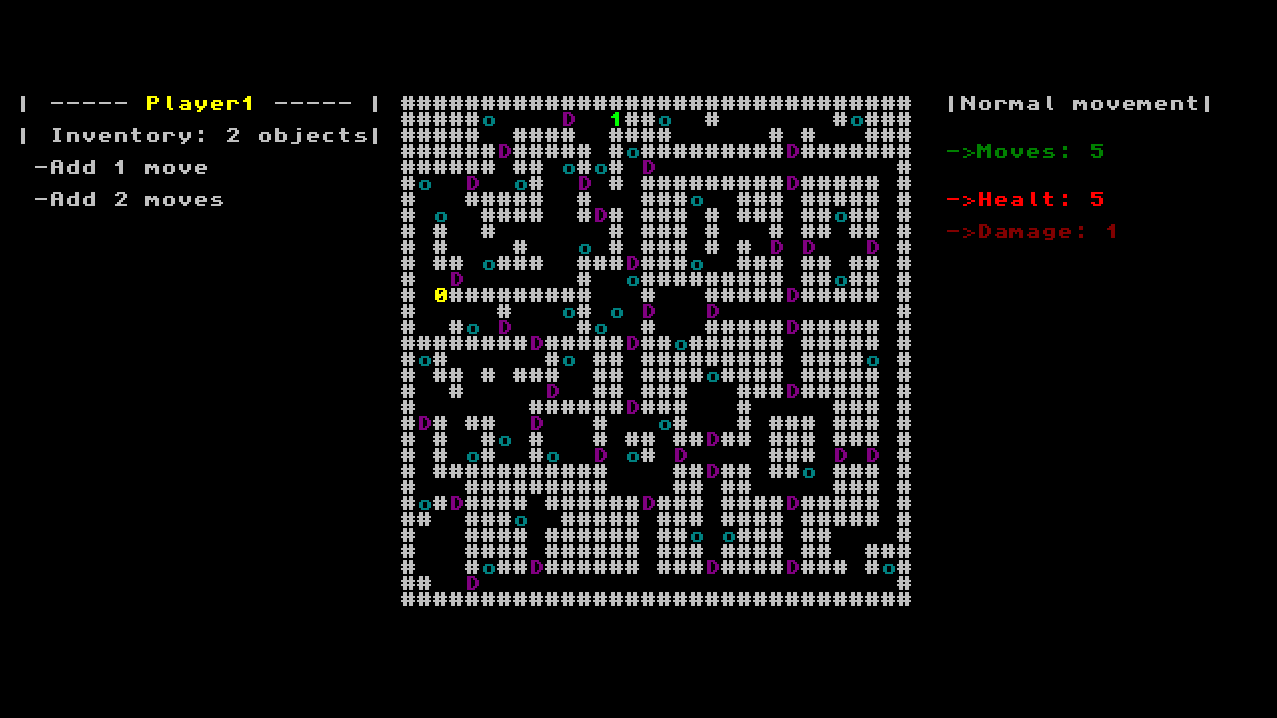 | ----- Player1 ----- |
| Inventory: 2 objects|
-Add 1 move
-Add 2 moves
|Normal movement|
->Moves: 5
->Healt: 5
->Damage: 1